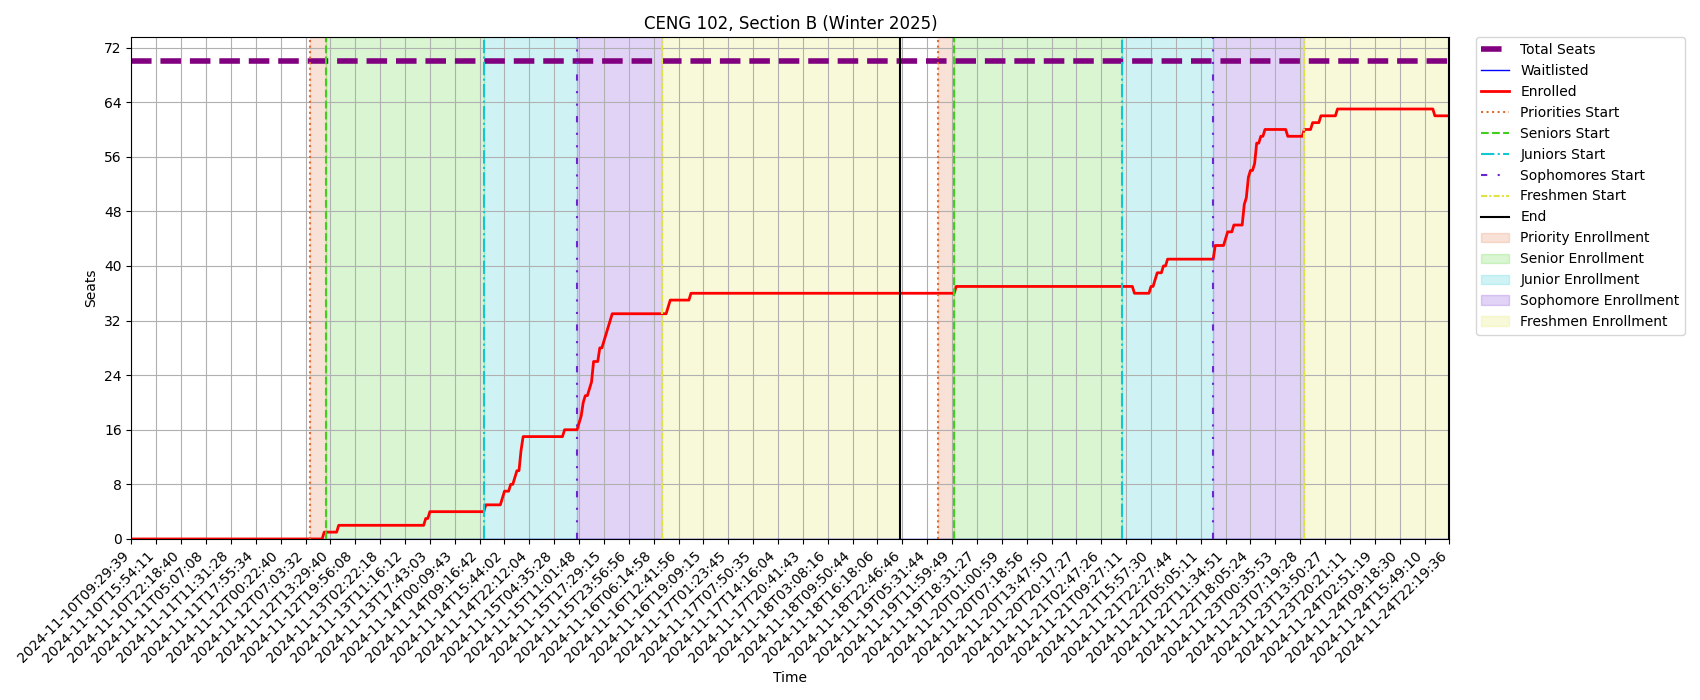 CENG 102, Section B (Winter 2025)
Seats
72
64
56
48
40
32
24
16
8
0
2024-11-10T09:29:39
2024-11-10T15:54:11
2024-11-10T22:18:40
2024-11-11T05:07:08
2024-11-11T11:31:28
2024-11-11T17:55:34
2024-11-12T00:22:40
2024-11-12T07:03:32
2024-11-12T13:29:40
2024-11-12T19:56:08
2024-11-13T02:22:18
2024-11-13T11:16:12
2024-11-13T17:43:03
2024-11-14T00:09:43
2024-11-14T09:16:42
2024-11-14T15:44:02
2024-11-14T22:12:04
2024-11-15T04:35:28
2024-11-15T11:01:48
2024-11-15T17:29:15
2024-11-15T23:56:56
2024-11-16T06:14:58
2024-11-16T12:41:56
2024-11-16T19:09:15
2024-11-17T01:23:45
2024-11-17T07:50:35
2024-11-17T14:16:04
2024-11-17T20:41:43
2024-11-18T03:08:16
2024-11-18T09:50:44
2024-11-18T16:18:06
2024-11-18T22:46:46
2024-11-19T05:31:44
2024-11-19T11:59:49
2024-11-19T18:31:27
2024-11-20T01:00:59
2024-11-20T07:18:56
2024-11-20T13:47:50
2024-11-20T20:17:27
2024-11-21T02:47:26
2024-11-21T09:27:11
2024-11-21T15:57:30
2024-11-21T22:27:44
2024-11-22T05:05:11
2024-11-22T11:34:51
2024-11-22T18:05:24
2024-11-23T00:35:53
2024-11-23T07:19:28
2024-11-23T13:50:27
2024-11-23T20:21:11
2024-11-24T02:51:19
2024-11-24T09:18:30
2024-11-24T15:49:10
2024-11-24T22:19:36
Time
Total Seats
Waitlisted
Enrolled
Priorities Start
Seniors Start
Juniors Start
Sophomores Start
Freshmen Start
End
Priority Enrollment
Senior Enrollment
Junior Enrollment
Sophomore Enrollment
Freshmen Enrollment